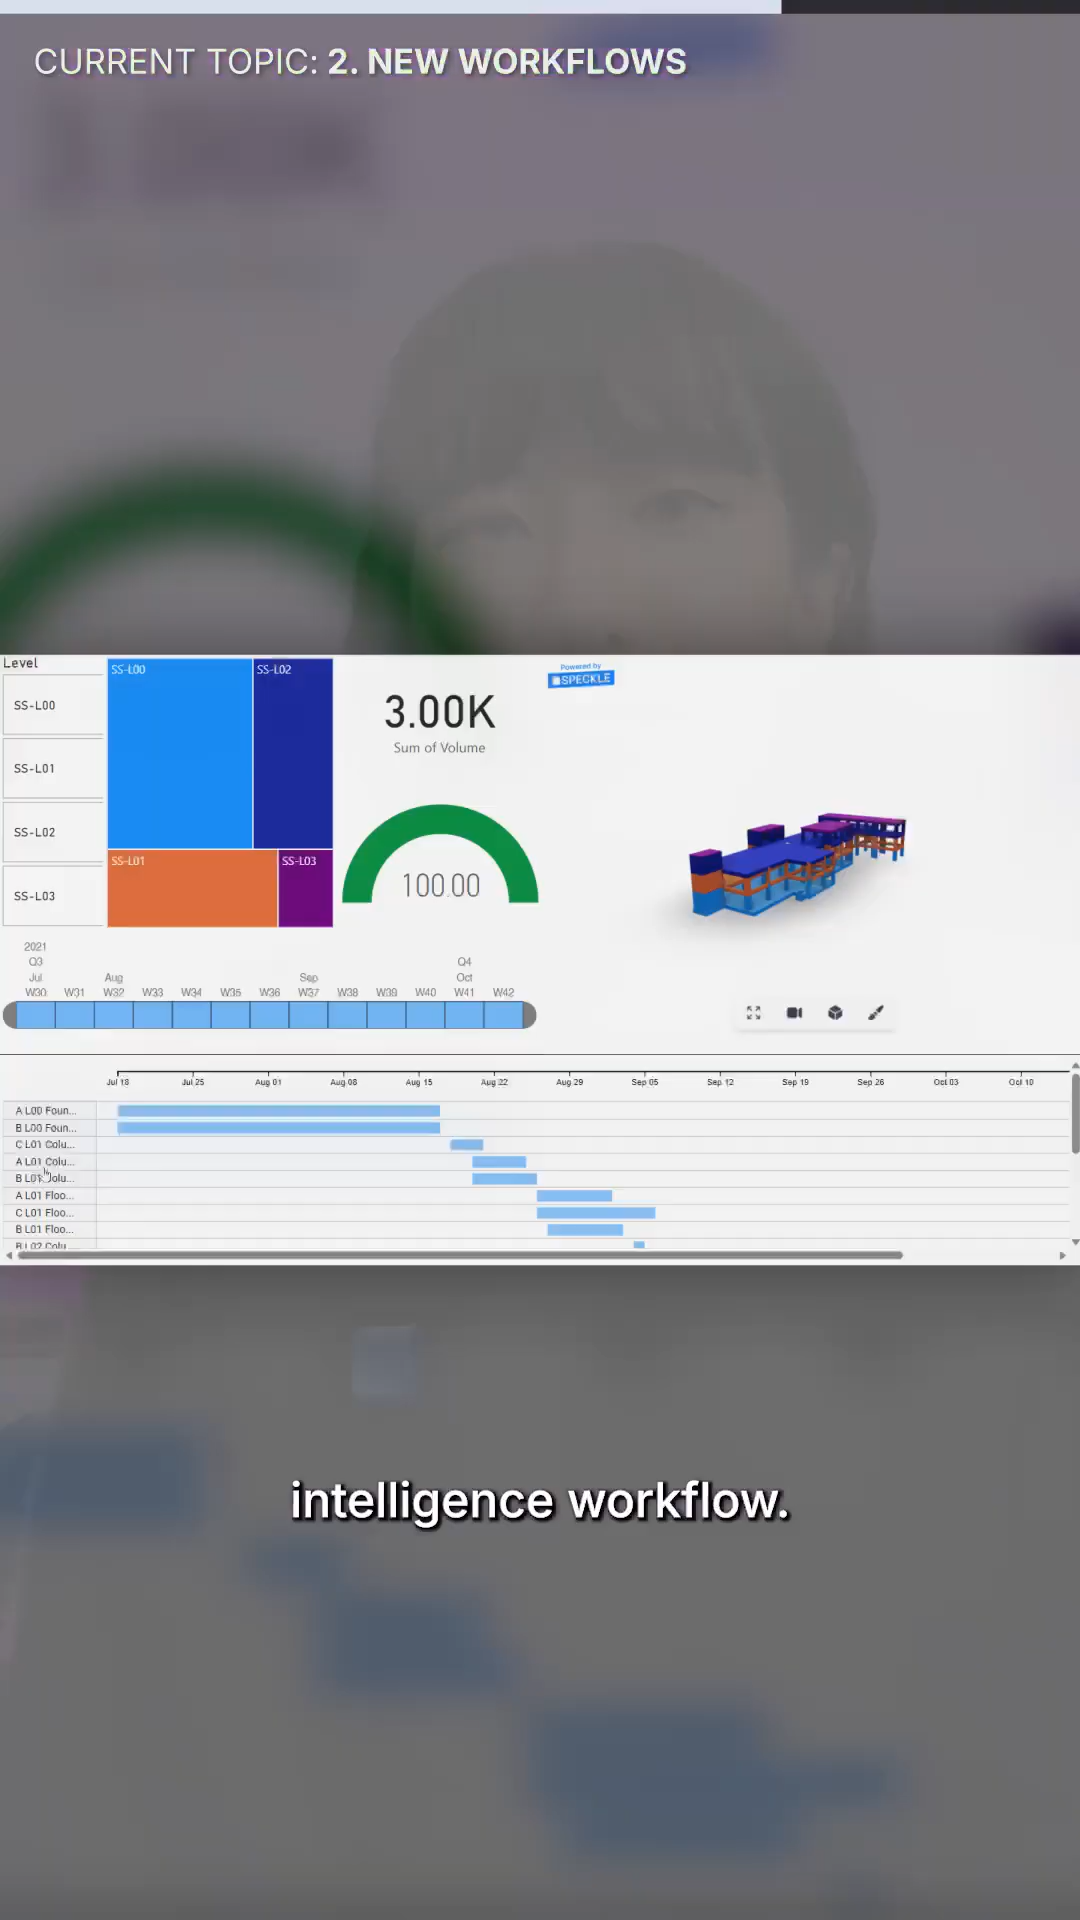 CURRENT TOPIC: 2. NEW WORKFLOWS
Level
SS-L00
SS-L01
SS-L02
SS-L03
SS-L00
SS-L02
SS-L01
SS-L03
3.00K
Sum of Volume
100.00
Powered by
SPECKLE
2021
Q3 Q4
Jul Aug Sep Oct
W30 W31 W32 W33 W34 W35 W36 W37 W38 W39 W40 W41 W42
Jul 18 Jul 25 Aug 01 Aug 08 Aug 15 Aug 22 Aug 29 Sep 05 Sep 12 Sep 19 Sep 26 Oct 03 Oct 10
A L00 Foun...
B L00 Foun...
C L01 Colu...
A L01 Colu...
B L01 Colu...
A L01 Floo...
C L01 Floo...
B L01 Floo...
B L02 Colu...
intelligence workflow.